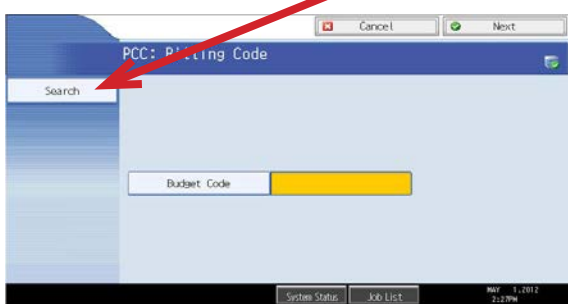 Cancel Next
PCC: Billing Code
Search
Budget Code
System Status Job List MAY 1.2012
2:27PM